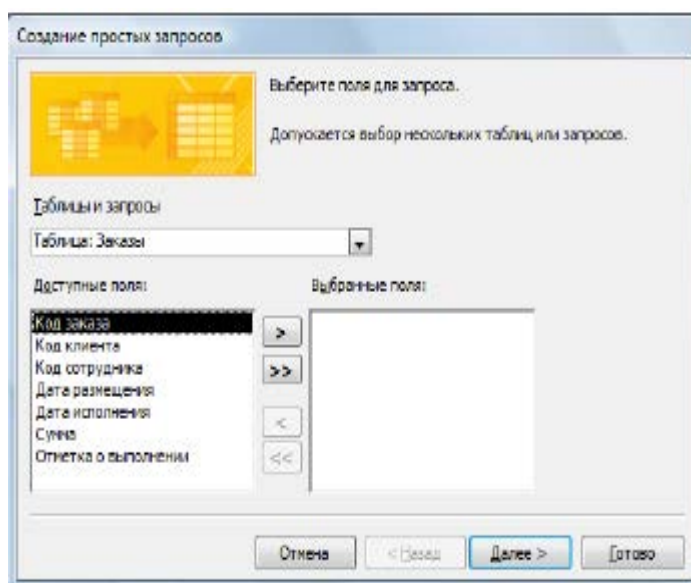 Создание простых запросов
Выберите поля для запроса.
Допускается выбор нескольких таблиц или запросов.
Таблицы и запросы
Таблица: Заказы
Доступные поля:
Выбранные поля:
Код заказа
Код клиента
Код сотрудника
Дата размещения
Дата исполнения
Сумма
Отметка о выполнении
>
>>
<
<<
Отмена
< Назад
Далее >
Готово